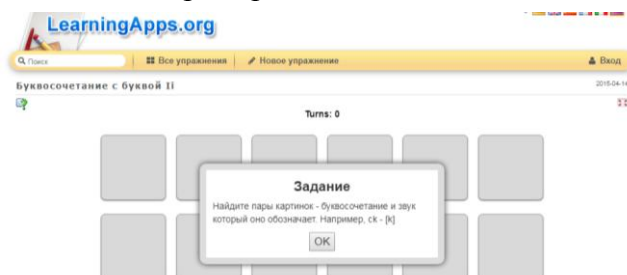 LearningApps.org
Поиск Все упражнения Новое упражнение Вход
Буквосочетание с буквой Ii 2015-04-14
Turns: 0
Задание
Найдите пары картинок - буквосочетание и звук
который оно обозначает. Например, ck - [k]
OK